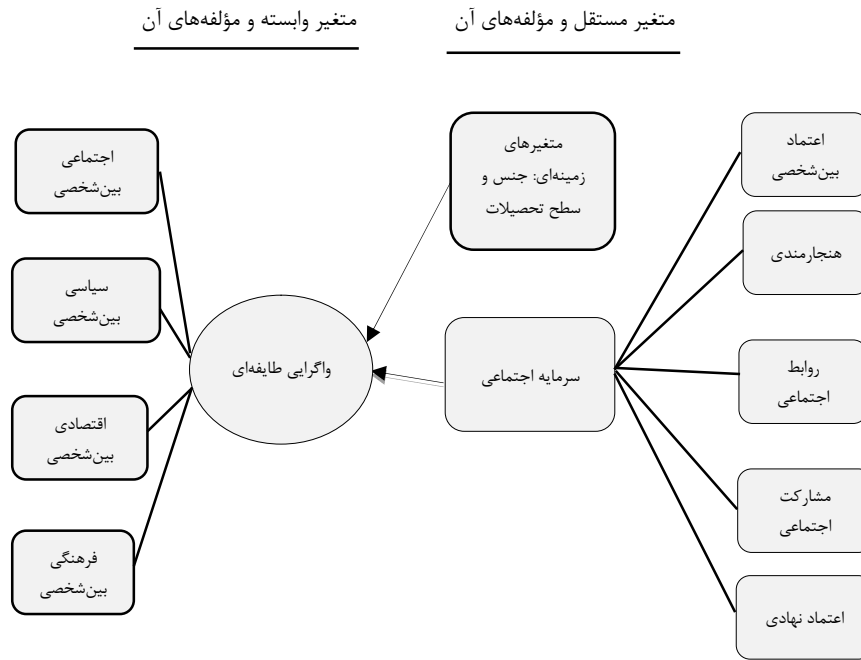 متغیر مستقل و مؤلفه‌های آن
متغیر وابسته و مؤلفه‌های آن
اعتماد
بین‌شخصی
هنجارمندی
روابط
اجتماعی
مشارکت
اجتماعی
اعتماد نهادی
متغیرهای
زمینه‌ای: جنس و
سطح تحصیلات
سرمایه اجتماعی
واگرایی طایفه‌ای
اجتماعی
بین‌شخصی
سیاسی
بین‌شخصی
اقتصادی
بین‌شخصی
فرهنگی
بین‌شخصی